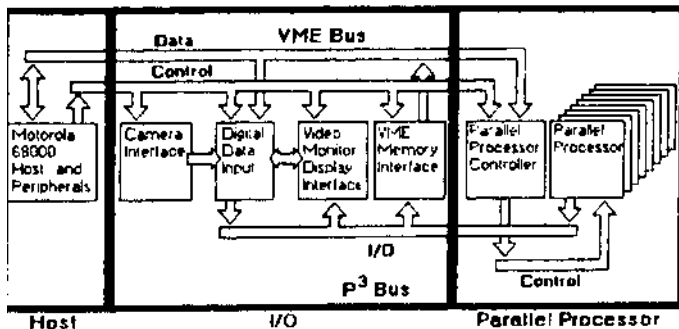 VME Bus
Data
Control
Motorola
68000
Host and
Peripherals
Camera
Interface
Digital
Data
Input
Video
Monitor
Display
Interface
VME
Memory
Interface
Parallel
Processor
Controller
Parallel
Processor
I/O
Control
P³ Bus
Host
I/O
Parallel Processor